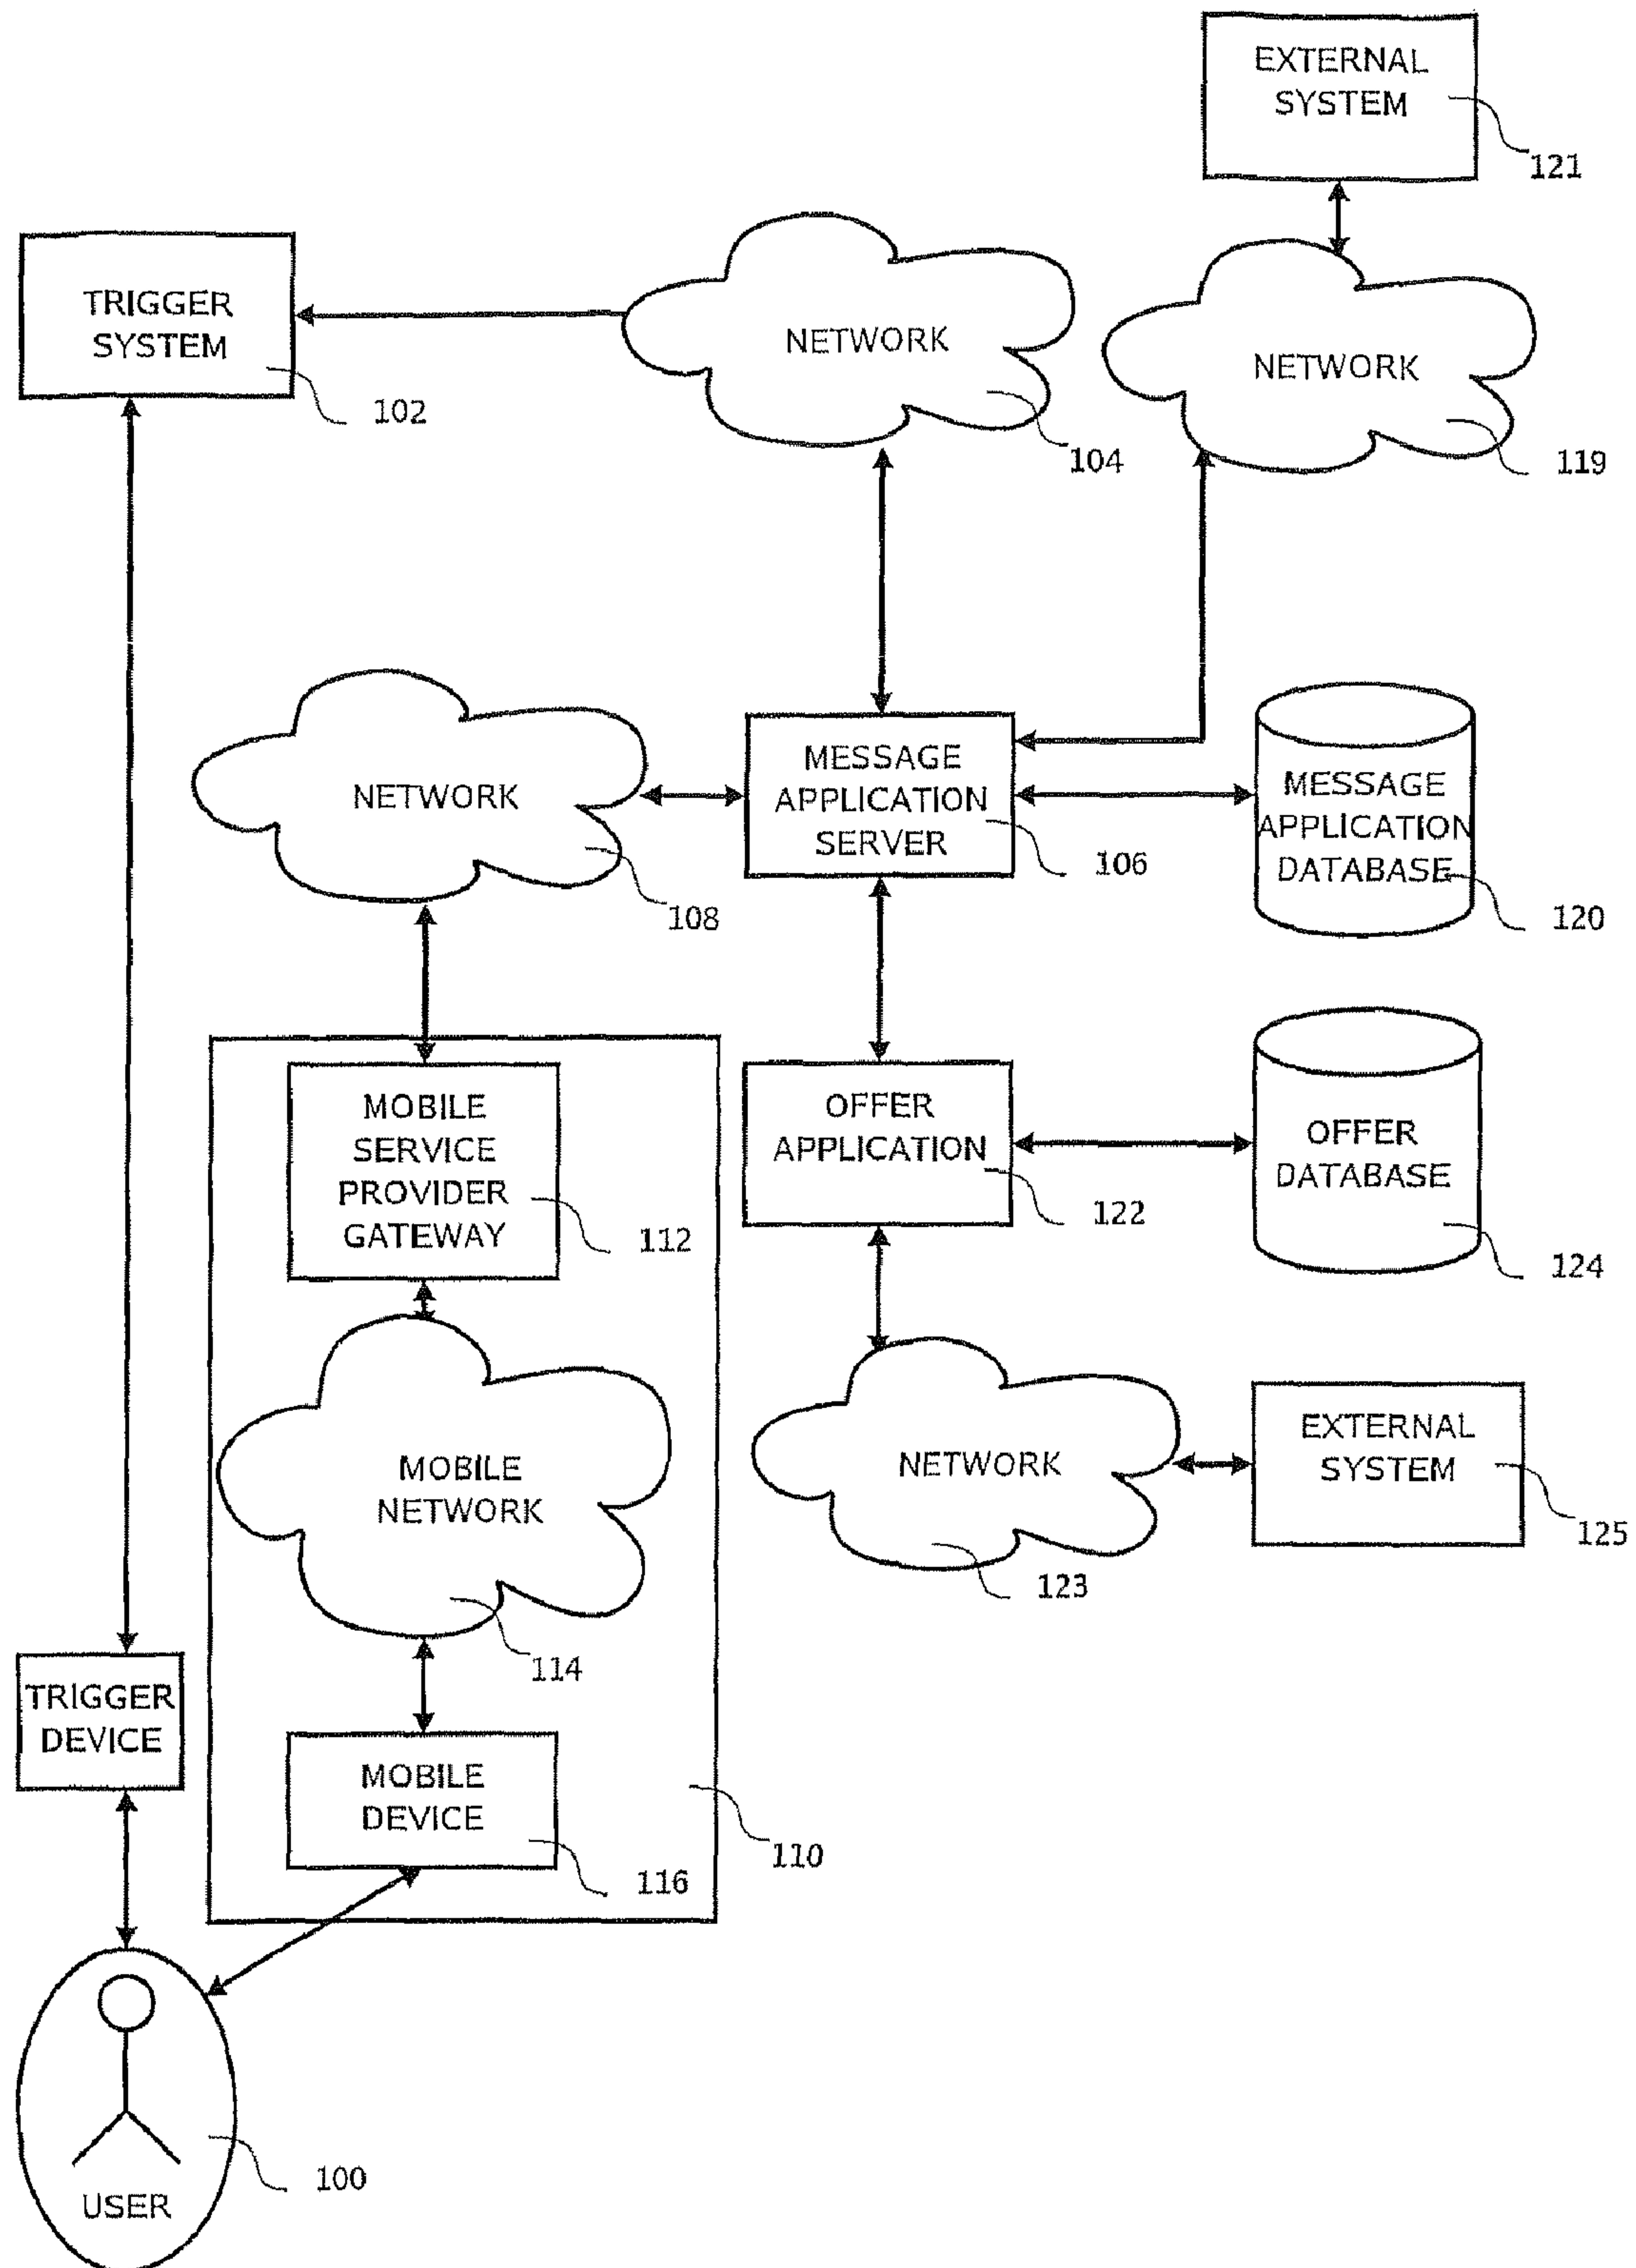 EXTERNAL
SYSTEM
121
TRIGGER
SYSTEM
102
NETWORK
104
NETWORK
119
NETWORK
108
MESSAGE
APPLICATION
SERVER
106
MESSAGE
APPLICATION
DATABASE
120
MOBILE
SERVICE
PROVIDER
GATEWAY
112
OFFER
APPLICATION
122
OFFER
DATABASE
124
MOBILE
NETWORK
114
NETWORK
123
EXTERNAL
SYSTEM
125
TRIGGER
DEVICE
MOBILE
DEVICE
116
110
USER
100